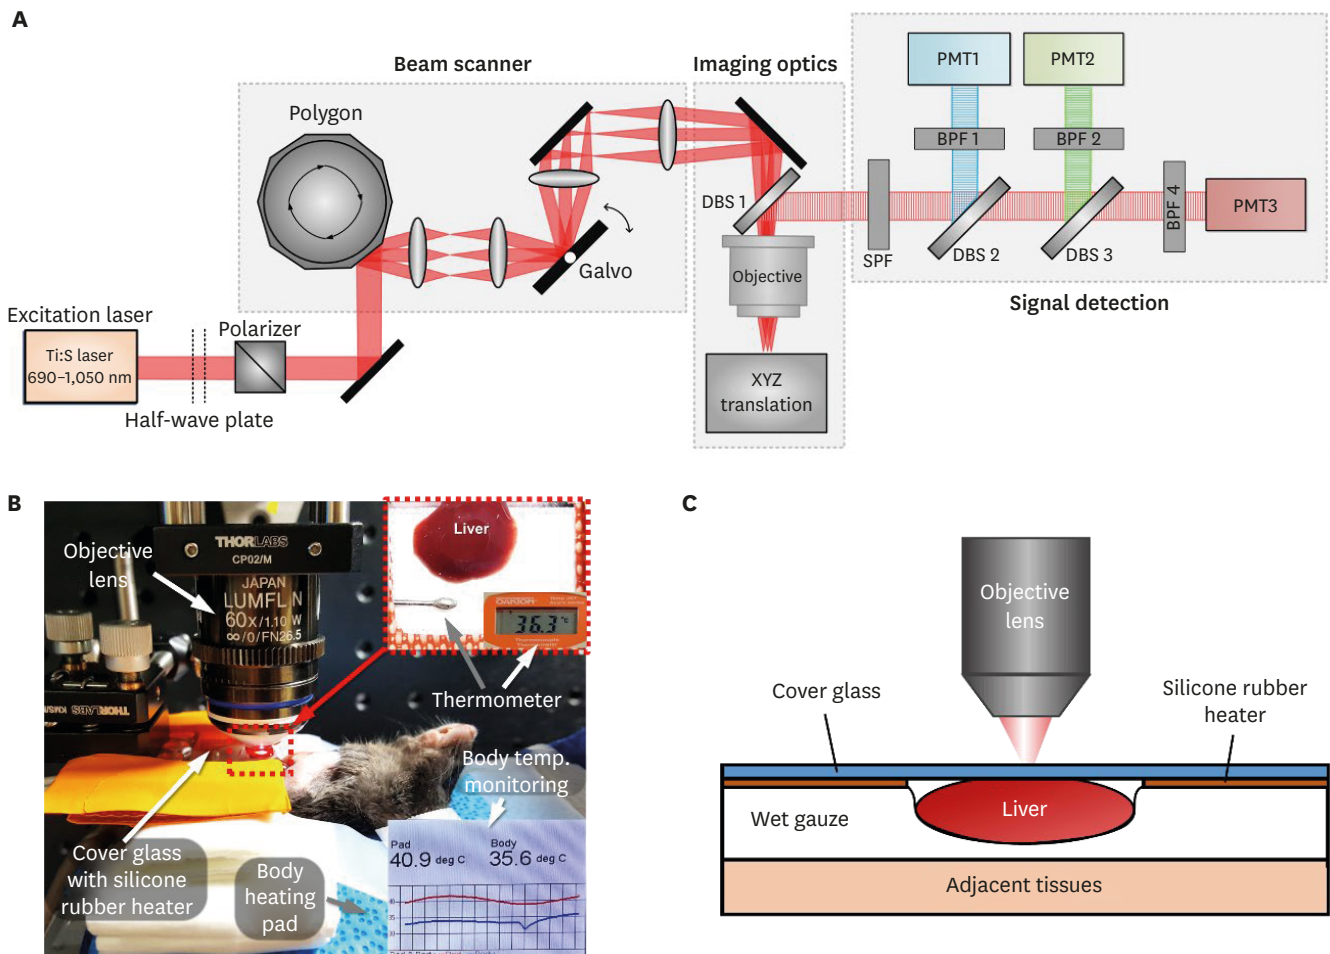 A
Beam scanner
Imaging optics
PMT1
PMT2
Polygon
BPF 1
BPF 2
DBS 1
BPF 4
PMT3
Galvo
Objective
SPF
DBS 2
DBS 3
Signal detection
Excitation laser
Ti:S laser
690–1,050 nm
Polarizer
Half-wave plate
XYZ
translation
B
Objective
lens
THORLABS
CP02/M
JAPAN
LUMFL N
60x/1.10 W
∞/0/FN26.5
THORLABS
Liver
OAKTON
36.3 °C
Thermometer
Body temp.
monitoring
Cover glass
with silicone
rubber heater
Body
heating
pad
Pad
40.9 deg C
Body
35.6 deg C
C
Objective
lens
Cover glass
Silicone rubber
heater
Liver
Wet gauze
Adjacent tissues